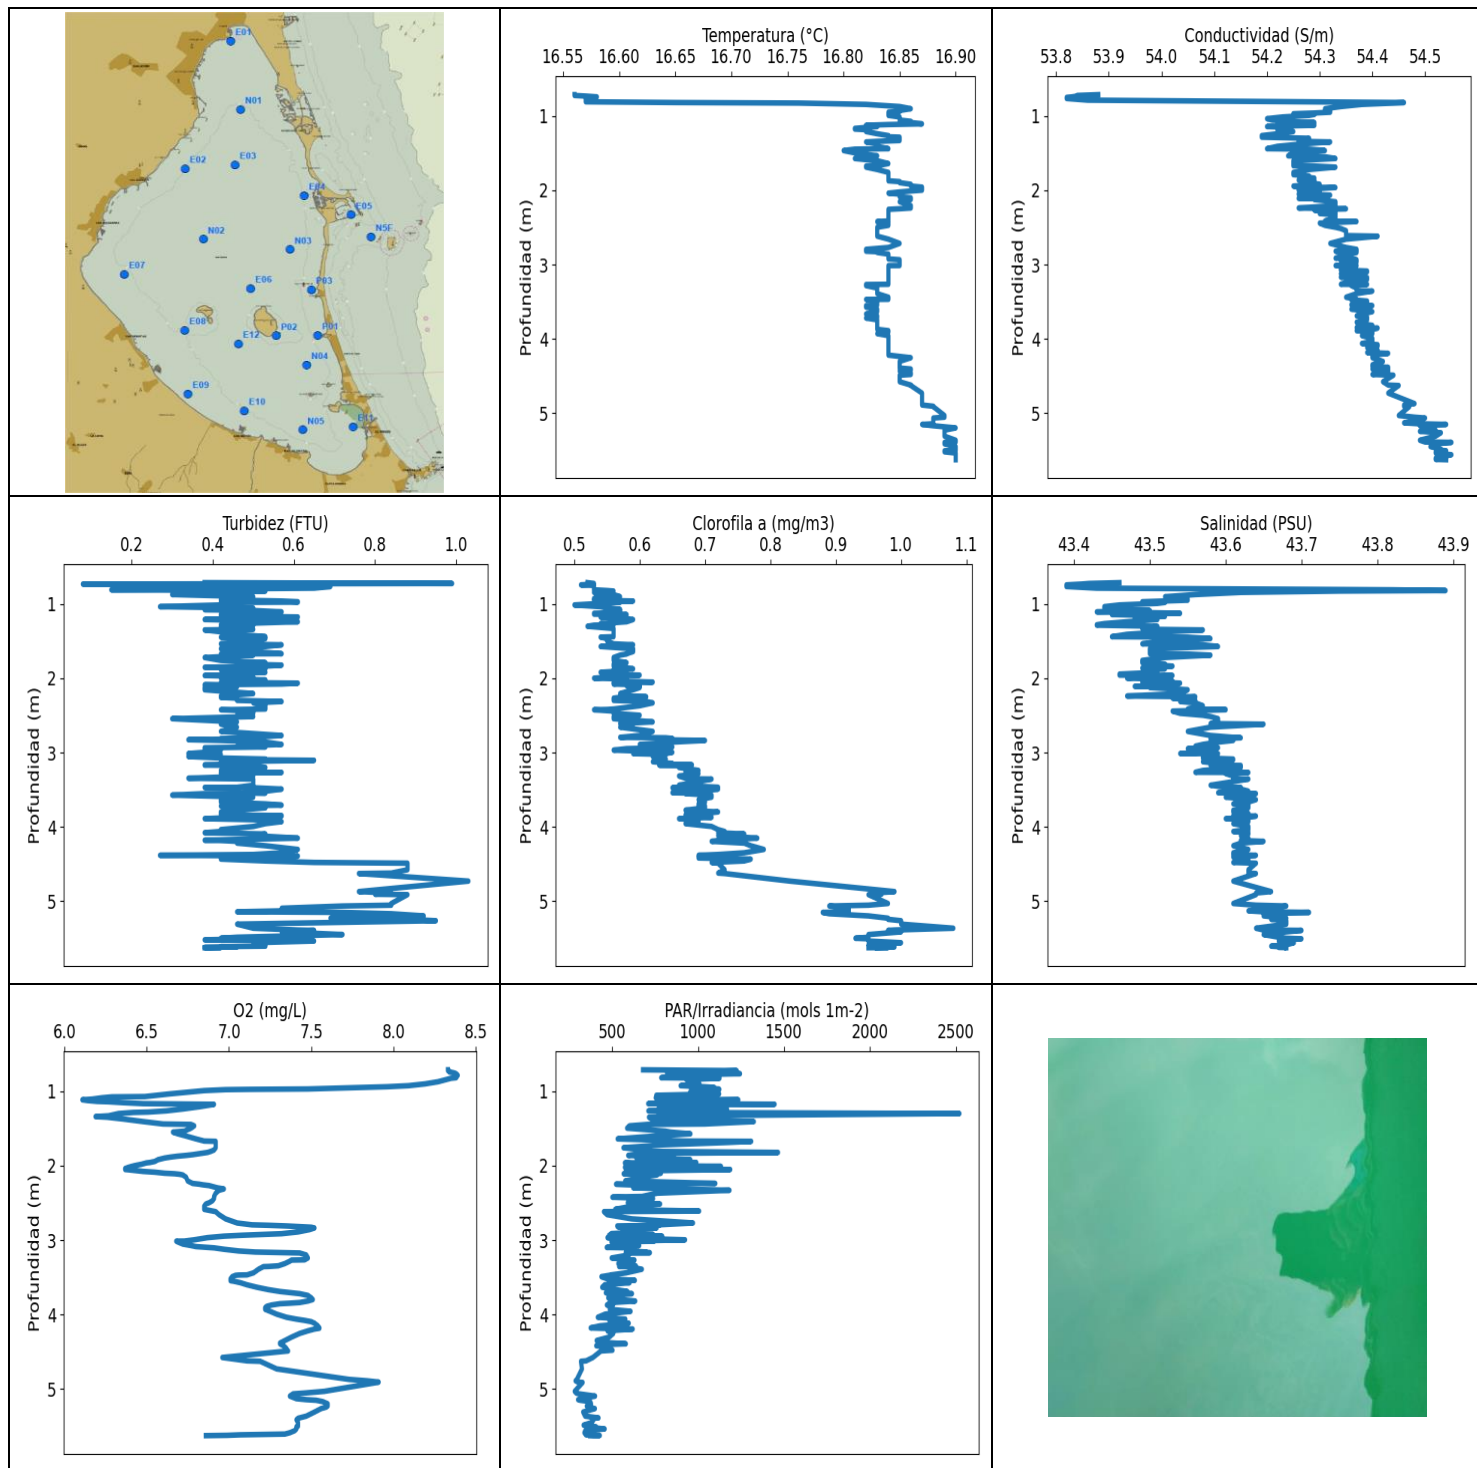 E01
N01
E02
E03
E04
E05
N5F
N02
N03
E07
E06
P03
E08
E12
P02
P01
N04
E09
E10
N05
E11
Temperatura (°C)
16.55 16.60 16.65 16.70 16.75 16.80 16.85 16.90
Profundidad (m)
1
2
3
4
5
Conductividad (S/m)
53.8 53.9 54.0 54.1 54.2 54.3 54.4 54.5
Profundidad (m)
1
2
3
4
5
Turbidez (FTU)
0.2 0.4 0.6 0.8 1.0
Profundidad (m)
1
2
3
4
5
Clorofila a (mg/m3)
0.5 0.6 0.7 0.8 0.9 1.0 1.1
Profundidad (m)
1
2
3
4
5
Salinidad (PSU)
43.4 43.5 43.6 43.7 43.8 43.9
Profundidad (m)
1
2
3
4
5
O2 (mg/L)
6.0 6.5 7.0 7.5 8.0 8.5
Profundidad (m)
1
2
3
4
5
PAR/Irradiancia (mols 1m-2)
500 1000 1500 2000 2500
Profundidad (m)
1
2
3
4
5